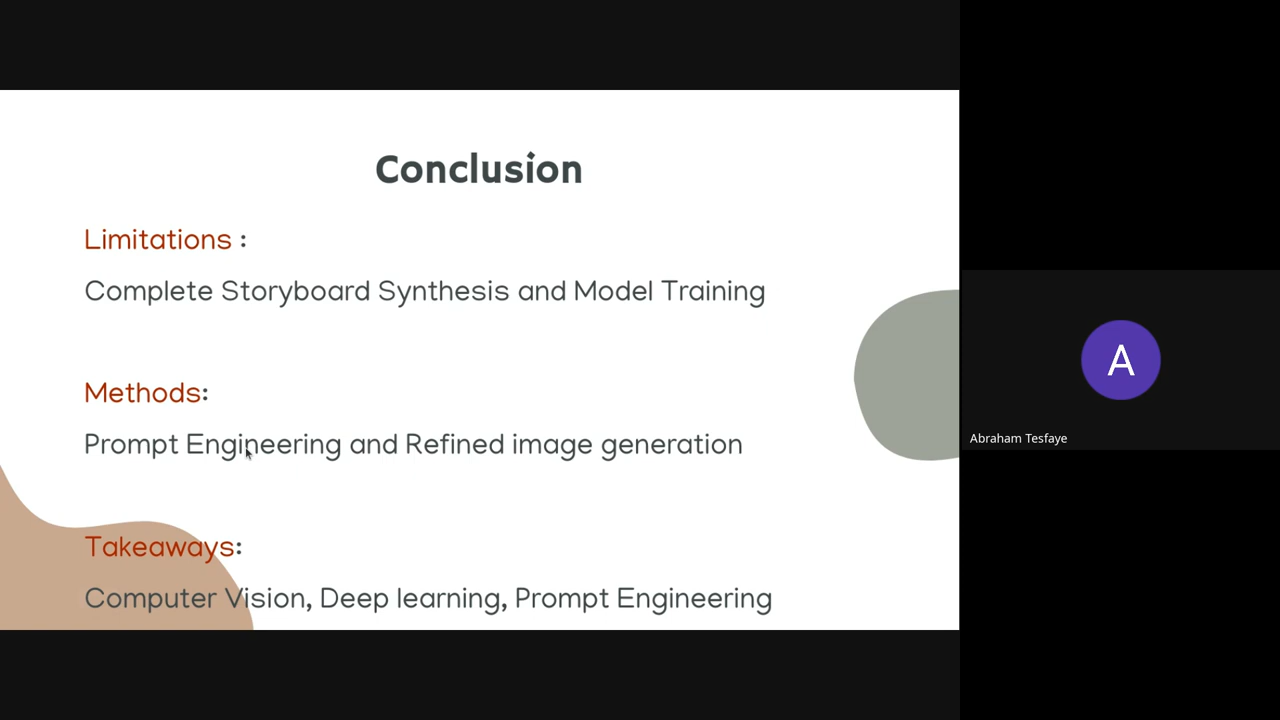 Conclusion
Limitations :
Complete Storyboard Synthesis and Model Training
Methods:
Prompt Engineering and Refined image generation
Takeaways:
Computer Vision, Deep learning, Prompt Engineering
A
Abraham Tesfaye